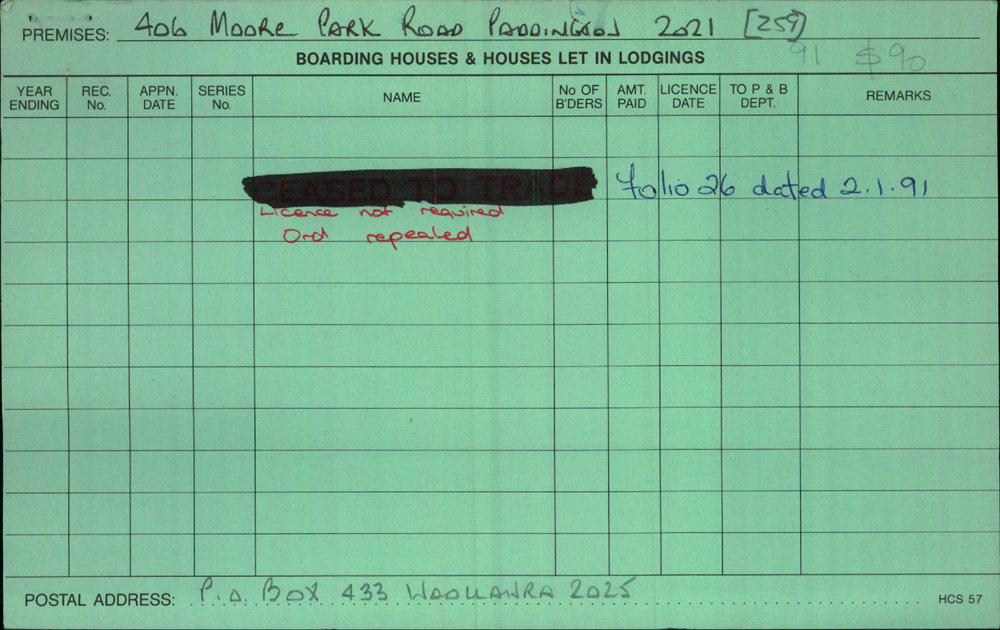 PREMISES: 406 MOORE PARK ROAD PADDINGTON 2021 [259]
BOARDING HOUSES & HOUSES LET IN LODGINGS 91 $90
YEAR ENDING REC. No. APPN. DATE SERIES No. NAME No OF B'DERS AMT. PAID LICENCE DATE TO P & B DEPT. REMARKS
CEASED TO TRADE Folio 26 dated 2.1.91
Licence not required
Ord repealed
POSTAL ADDRESS: P.O. BOX 433 WOOLLAHRA 2025 HCS 57